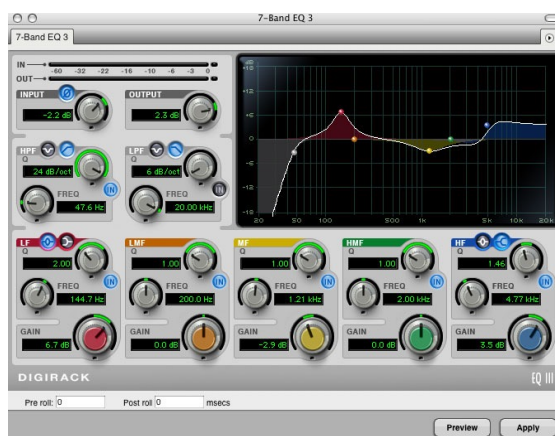 7-Band EQ 3
7-Band EQ 3
IN
-60 -32 -22 -16 -10 -6 -3 0
OUT
INPUT
-2.2 dB
OUTPUT
2.3 dB
HPF
Q
24 dB/oct
IN
FREQ
47.6 Hz
LPF
Q
6 dB/oct
IN
FREQ
20.00 kHz
dB
+18
+12
+6
0
-6
-12
-18
20 50 100 200 500 1k 2k 5k 10k 20k
LF
Q
2.00
IN
FREQ
144.7 Hz
GAIN
6.7 dB
LMF
Q
1.00
IN
FREQ
200.0 Hz
GAIN
0.0 dB
MF
Q
1.00
IN
FREQ
1.21 kHz
GAIN
-2.9 dB
HMF
Q
1.00
IN
FREQ
2.00 kHz
GAIN
0.0 dB
HF
Q
1.46
IN
FREQ
4.77 kHz
GAIN
3.5 dB
DIGIRACK
EQ III
Pre roll: 0 Post roll 0 msecs
Preview Apply